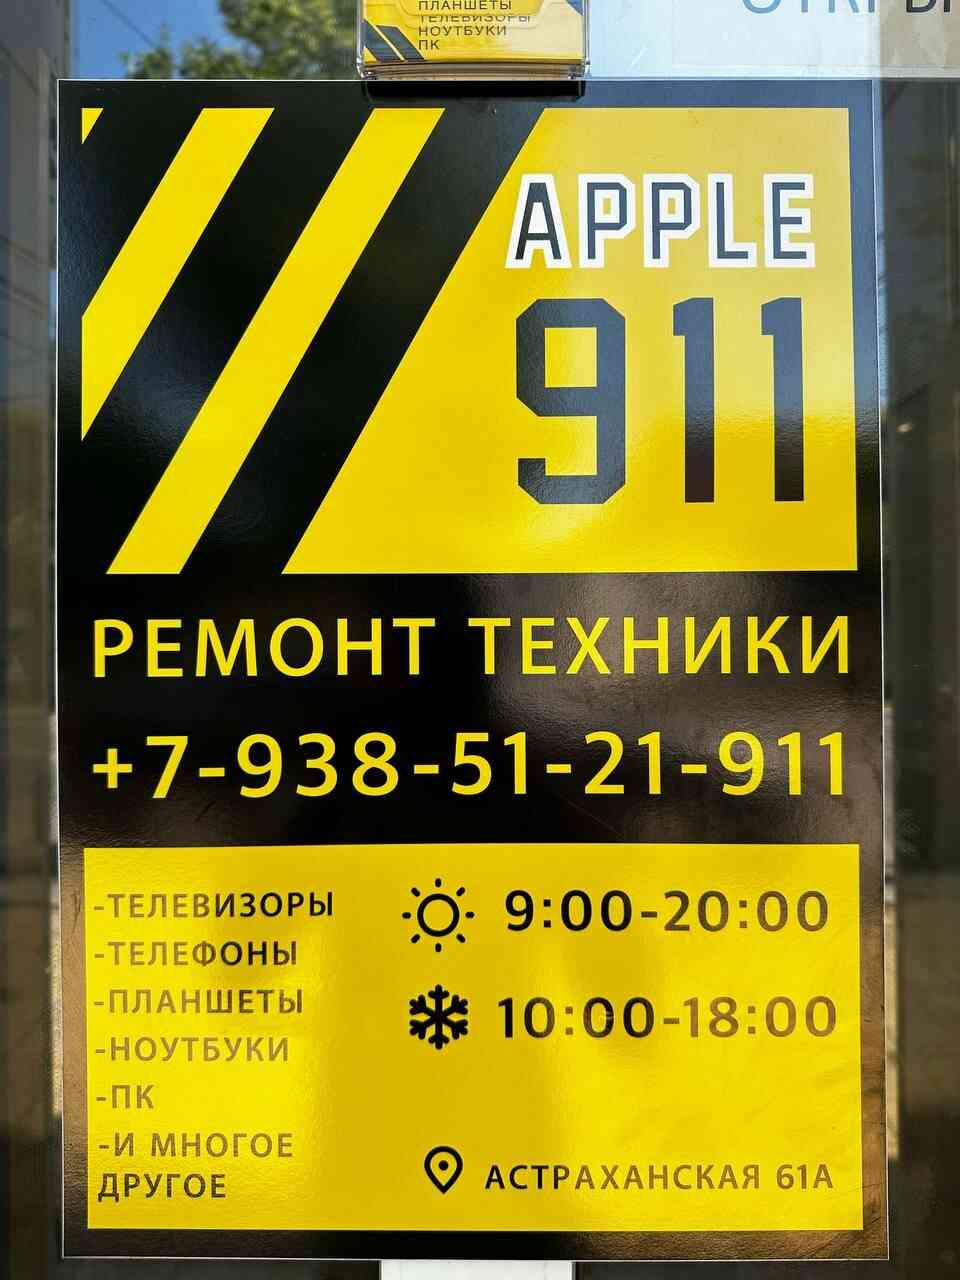 ПЛАНШЕТЫ
ТЕЛЕВИЗОРЫ
НОУТБУКИ
ПК
APPLE
911
РЕМОНТ ТЕХНИКИ
+7-938-51-21-911
-ТЕЛЕВИЗОРЫ
-ТЕЛЕФОНЫ
-ПЛАНШЕТЫ
-НОУТБУКИ
-ПК
-И МНОГОЕ
ДРУГОЕ
9:00-20:00
10:00-18:00
АСТРАХАНСКАЯ 61А